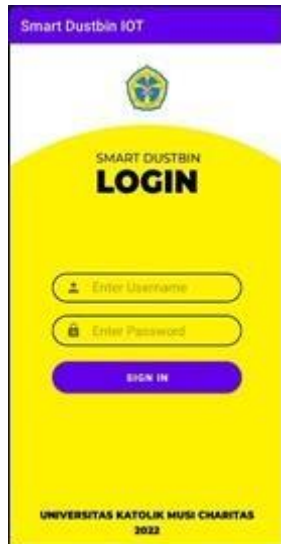 Smart Dustbin IOT
SMART DUSTBIN
LOGIN
Enter Username
Enter Password
SIGN IN
UNIVERSITAS KATOLIK MUSI CHARITAS
2022